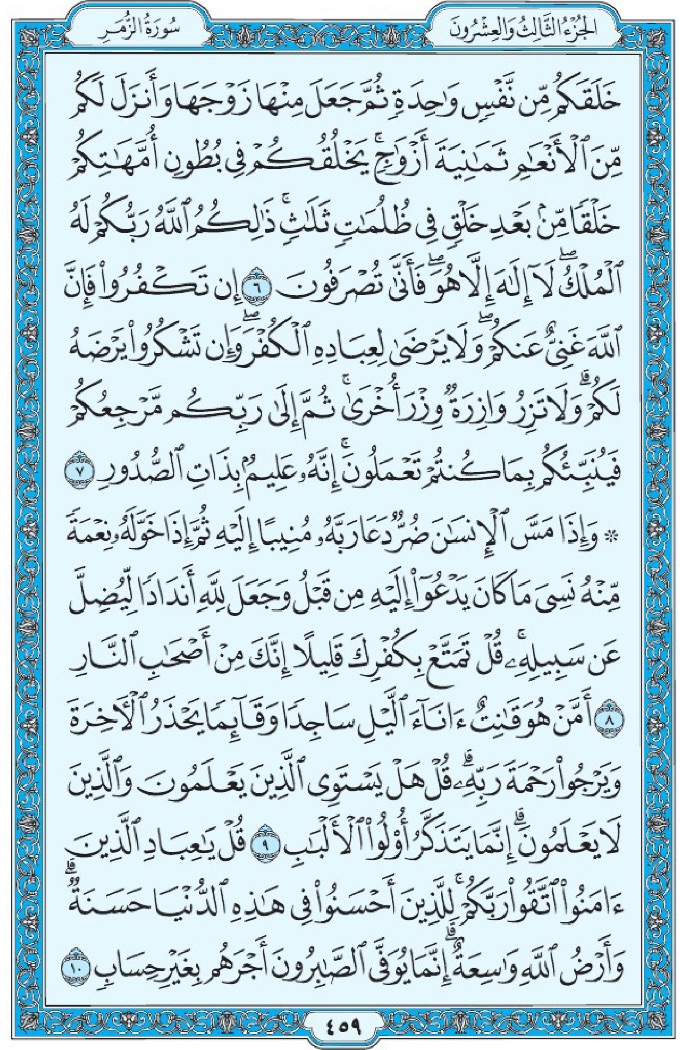 سُورَةُ الزُّمَرِ
الجُزْءُ الثَّالِثُ وَالعِشْرُونَ
خَلَقَكُم مِّن نَّفْسٍ وَٰحِدَةٍ ثُمَّ جَعَلَ مِنْهَا زَوْجَهَا وَأَنزَلَ لَكُم
مِّنَ ٱلْأَنْعَٰمِ ثَمَٰنِيَةَ أَزْوَٰجٍۚ يَخْلُقُكُمْ فِي بُطُونِ أُمَّهَٰتِكُمْ
خَلْقًا مِّنۢ بَعْدِ خَلْقٍ فِي ظُلُمَٰتٍ ثَلَٰثٍۚ ذَٰلِكُمُ ٱللَّهُ رَبُّكُمْ لَهُ
ٱلْمُلْكُۖ لَآ إِلَٰهَ إِلَّا هُوَۖ فَأَنَّىٰ تُصْرَفُونَ ٦ إِن تَكْفُرُوا۟ فَإِنَّ
ٱللَّهَ غَنِيٌّ عَنكُمْۖ وَلَا يَرْضَىٰ لِعِبَادِهِ ٱلْكُفْرَۖ وَإِن تَشْكُرُوا۟ يَرْضَهُ
لَكُمْۗ وَلَا تَزِرُ وَازِرَةٌ وِزْرَ أُخْرَىٰۚ ثُمَّ إِلَىٰ رَبِّكُم مَّرْجِعُكُمْ
فَيُنَبِّئُكُم بِمَا كُنتُمْ تَعْمَلُونَۚ إِنَّهُۥ عَلِيمٌۢ بِذَاتِ ٱلصُّدُورِ ٧
۞ وَإِذَا مَسَّ ٱلْإِنسَٰنَ ضُرٌّ دَعَا رَبَّهُۥ مُنِيبًا إِلَيْهِ ثُمَّ إِذَا خَوَّلَهُۥ نِعْمَةً
مِّنْهُ نَسِيَ مَا كَانَ يَدْعُوٓا۟ إِلَيْهِ مِن قَبْلُ وَجَعَلَ لِلَّهِ أَندَادًا لِّيُضِلَّ
عَن سَبِيلِهِۦۚ قُلْ تَمَتَّعْ بِكُفْرِكَ قَلِيلًا إِنَّكَ مِنْ أَصْحَٰبِ ٱلنَّارِ
٨ أَمَّنْ هُوَ قَٰنِتٌ ءَانَآءَ ٱلَّيْلِ سَاجِدًا وَقَآئِمًا يَحْذَرُ ٱلْءَاخِرَةَ
وَيَرْجُوا۟ رَحْمَةَ رَبِّهِۦۗ قُلْ هَلْ يَسْتَوِي ٱلَّذِينَ يَعْلَمُونَ وَٱلَّذِينَ
لَا يَعْلَمُونَۗ إِنَّمَا يَتَذَكَّرُ أُو۟لُوا۟ ٱلْأَلْبَٰبِ ٩ قُلْ يَٰعِبَادِ ٱلَّذِينَ
ءَامَنُوا۟ ٱتَّقُوا۟ رَبَّكُمْۚ لِلَّذِينَ أَحْسَنُوا۟ فِي هَٰذِهِ ٱلدُّنْيَا حَسَنَةٌۗ
وَأَرْضُ ٱللَّهِ وَٰسِعَةٌۗ إِنَّمَا يُوَفَّى ٱلصَّٰبِرُونَ أَجْرَهُم بِغَيْرِ حِسَابٍ ١٠
٤٥٩